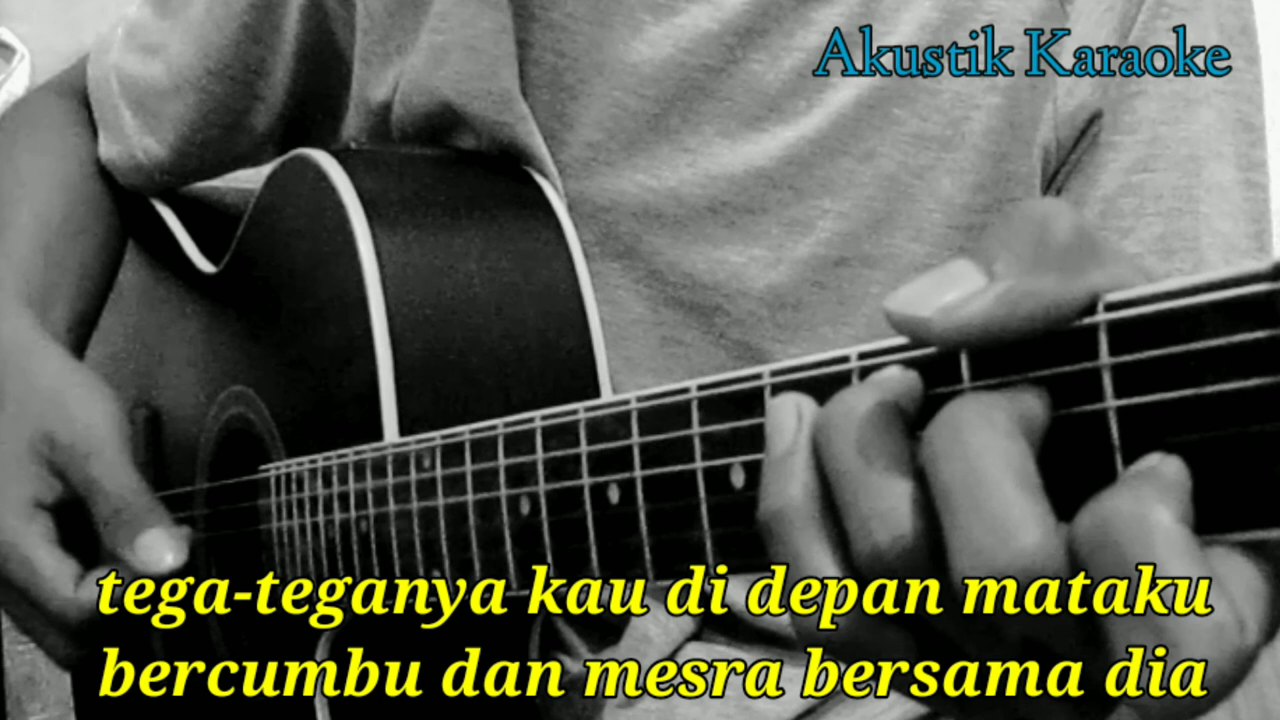 Akustik Karaoke
tega-teganya kau di depan mataku
bercumbu dan mesra bersama dia